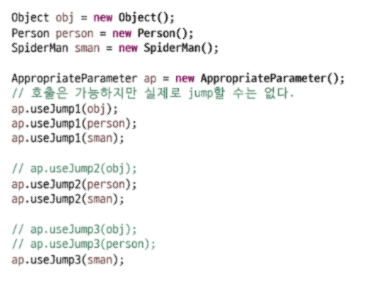 Object obj = new Object();
Person person = new Person();
SpiderMan sman = new SpiderMan();
AppropriateParameter ap = new AppropriateParameter();
// 호출은 가능하지만 실제로 jump할 수는 없다.
ap.useJump1(obj);
ap.useJump1(person);
ap.useJump1(sman);
// ap.useJump2(obj);
ap.useJump2(person);
ap.useJump2(sman);
// ap.useJump3(obj);
// ap.useJump3(person);
ap.useJump3(sman);